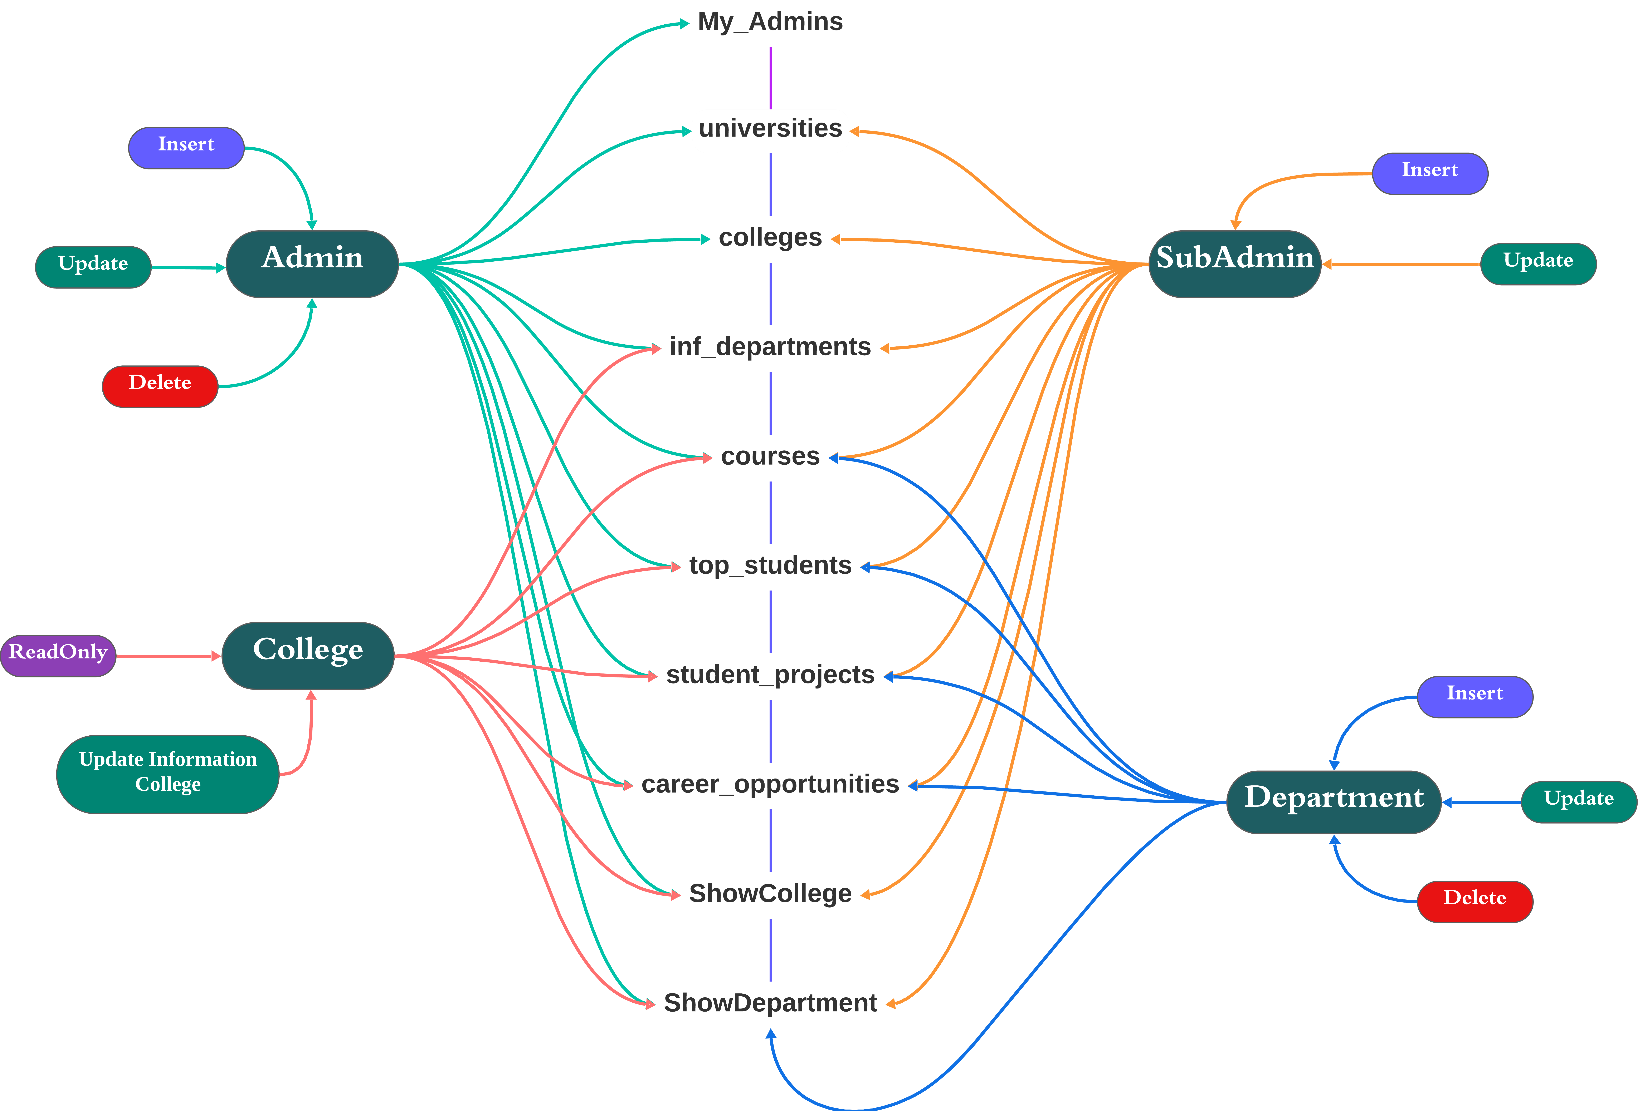 My_Admins
universities
colleges
inf_departments
courses
top_students
student_projects
career_opportunities
ShowCollege
ShowDepartment
Insert
Update
Delete
Admin
ReadOnly
Update Information
College
College
Insert
Update
SubAdmin
Insert
Update
Delete
Department